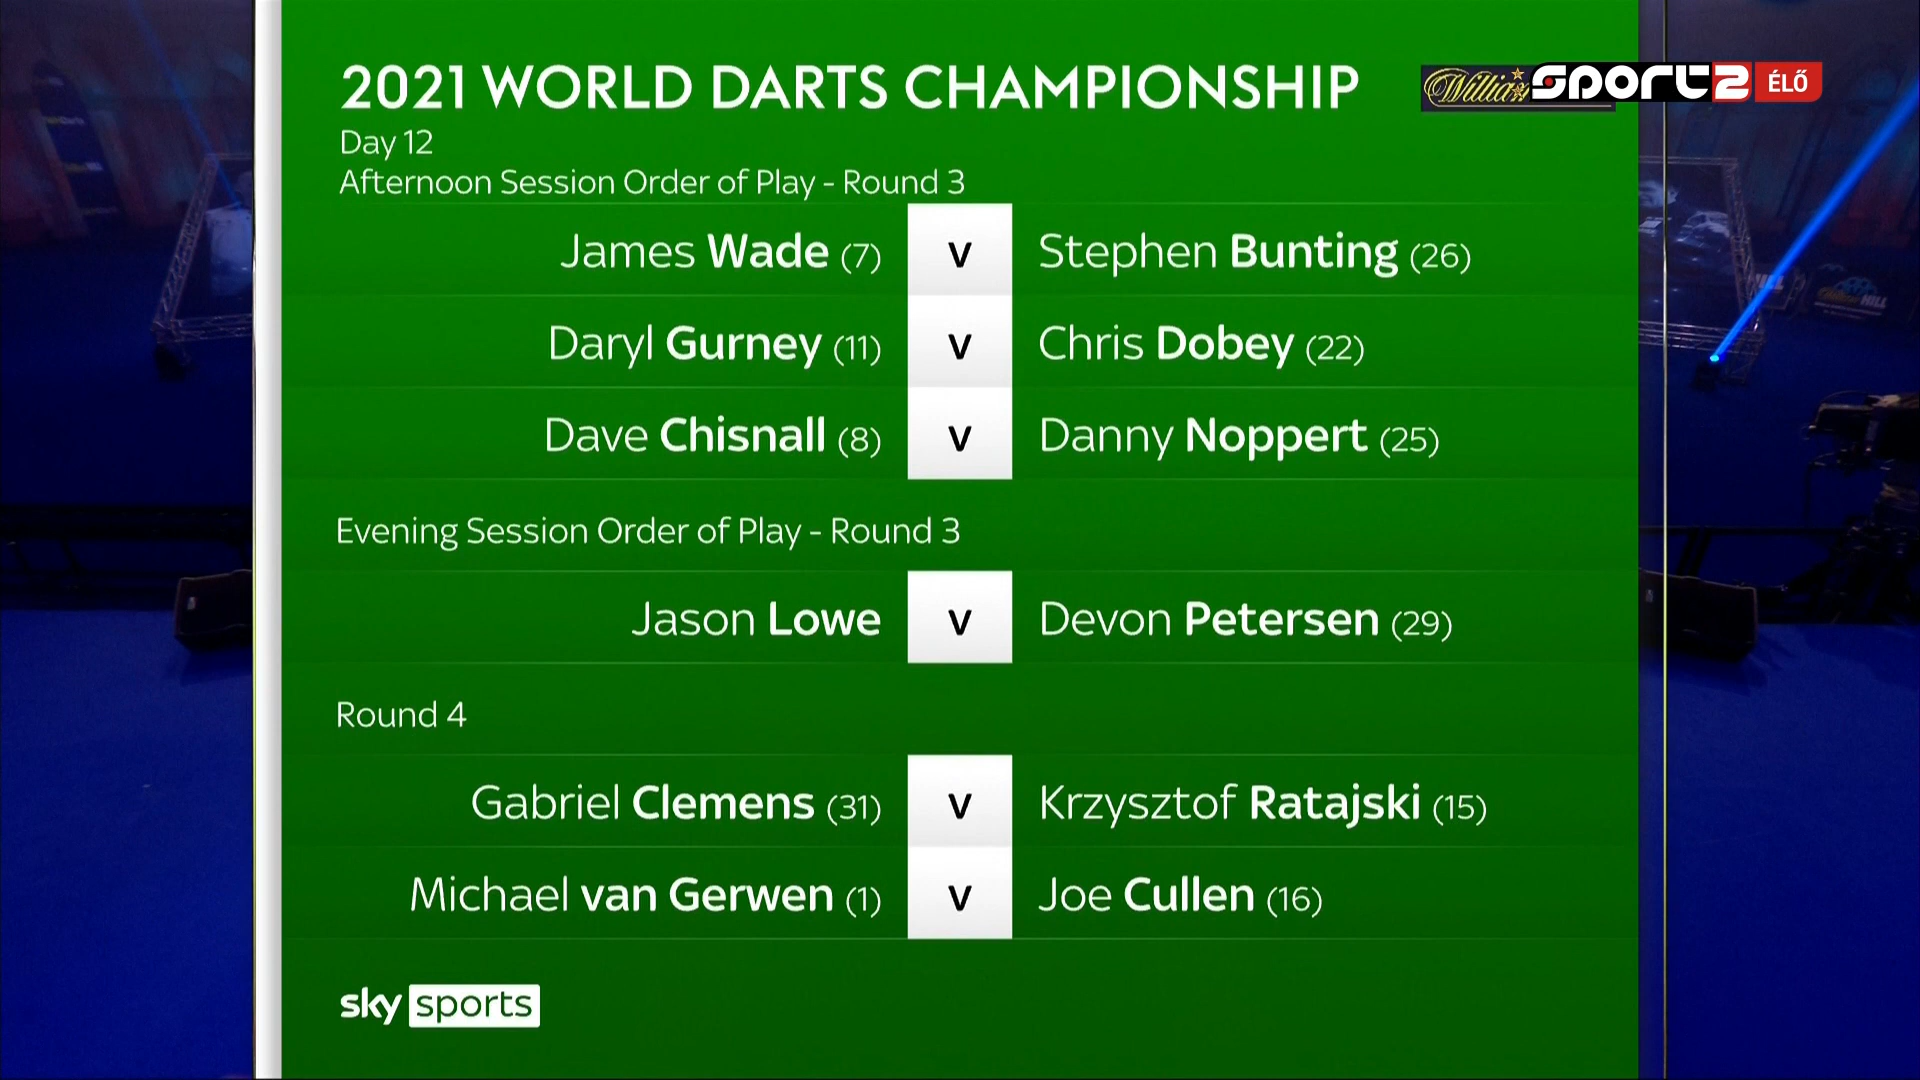 2021 WORLD DARTS CHAMPIONSHIP
SPORT2 ÉLŐ
Day 12
Afternoon Session Order of Play - Round 3
James Wade (7) v Stephen Bunting (26)
Daryl Gurney (11) v Chris Dobey (22)
Dave Chisnall (8) v Danny Noppert (25)
Evening Session Order of Play - Round 3
Jason Lowe v Devon Petersen (29)
Round 4
Gabriel Clemens (31) v Krzysztof Ratajski (15)
Michael van Gerwen (1) v Joe Cullen (16)
sky sports
HILL